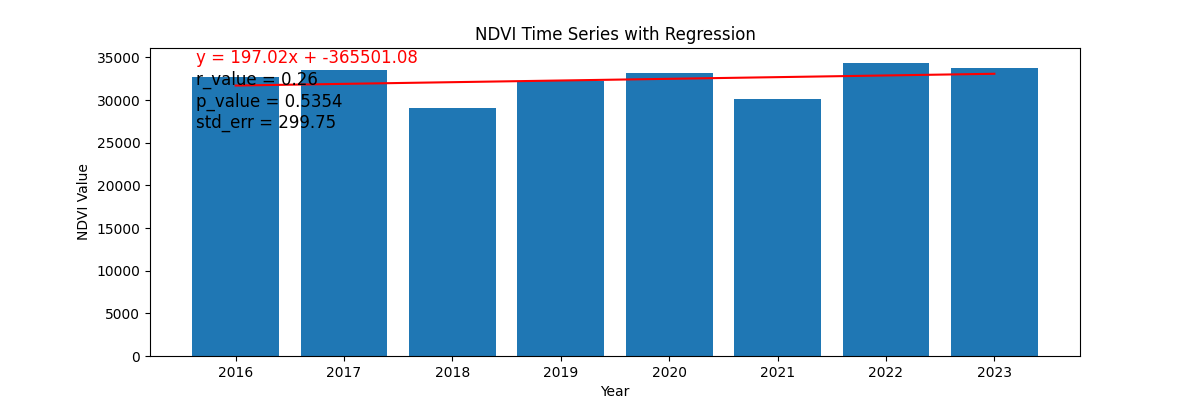 NDVI Time Series with Regression
y = 197.02x + -365501.08
r_value = 0.26
p_value = 0.5354
std_err = 299.75
NDVI Value
35000
30000
25000
20000
15000
10000
5000
0
2016 2017 2018 2019 2020 2021 2022 2023
Year